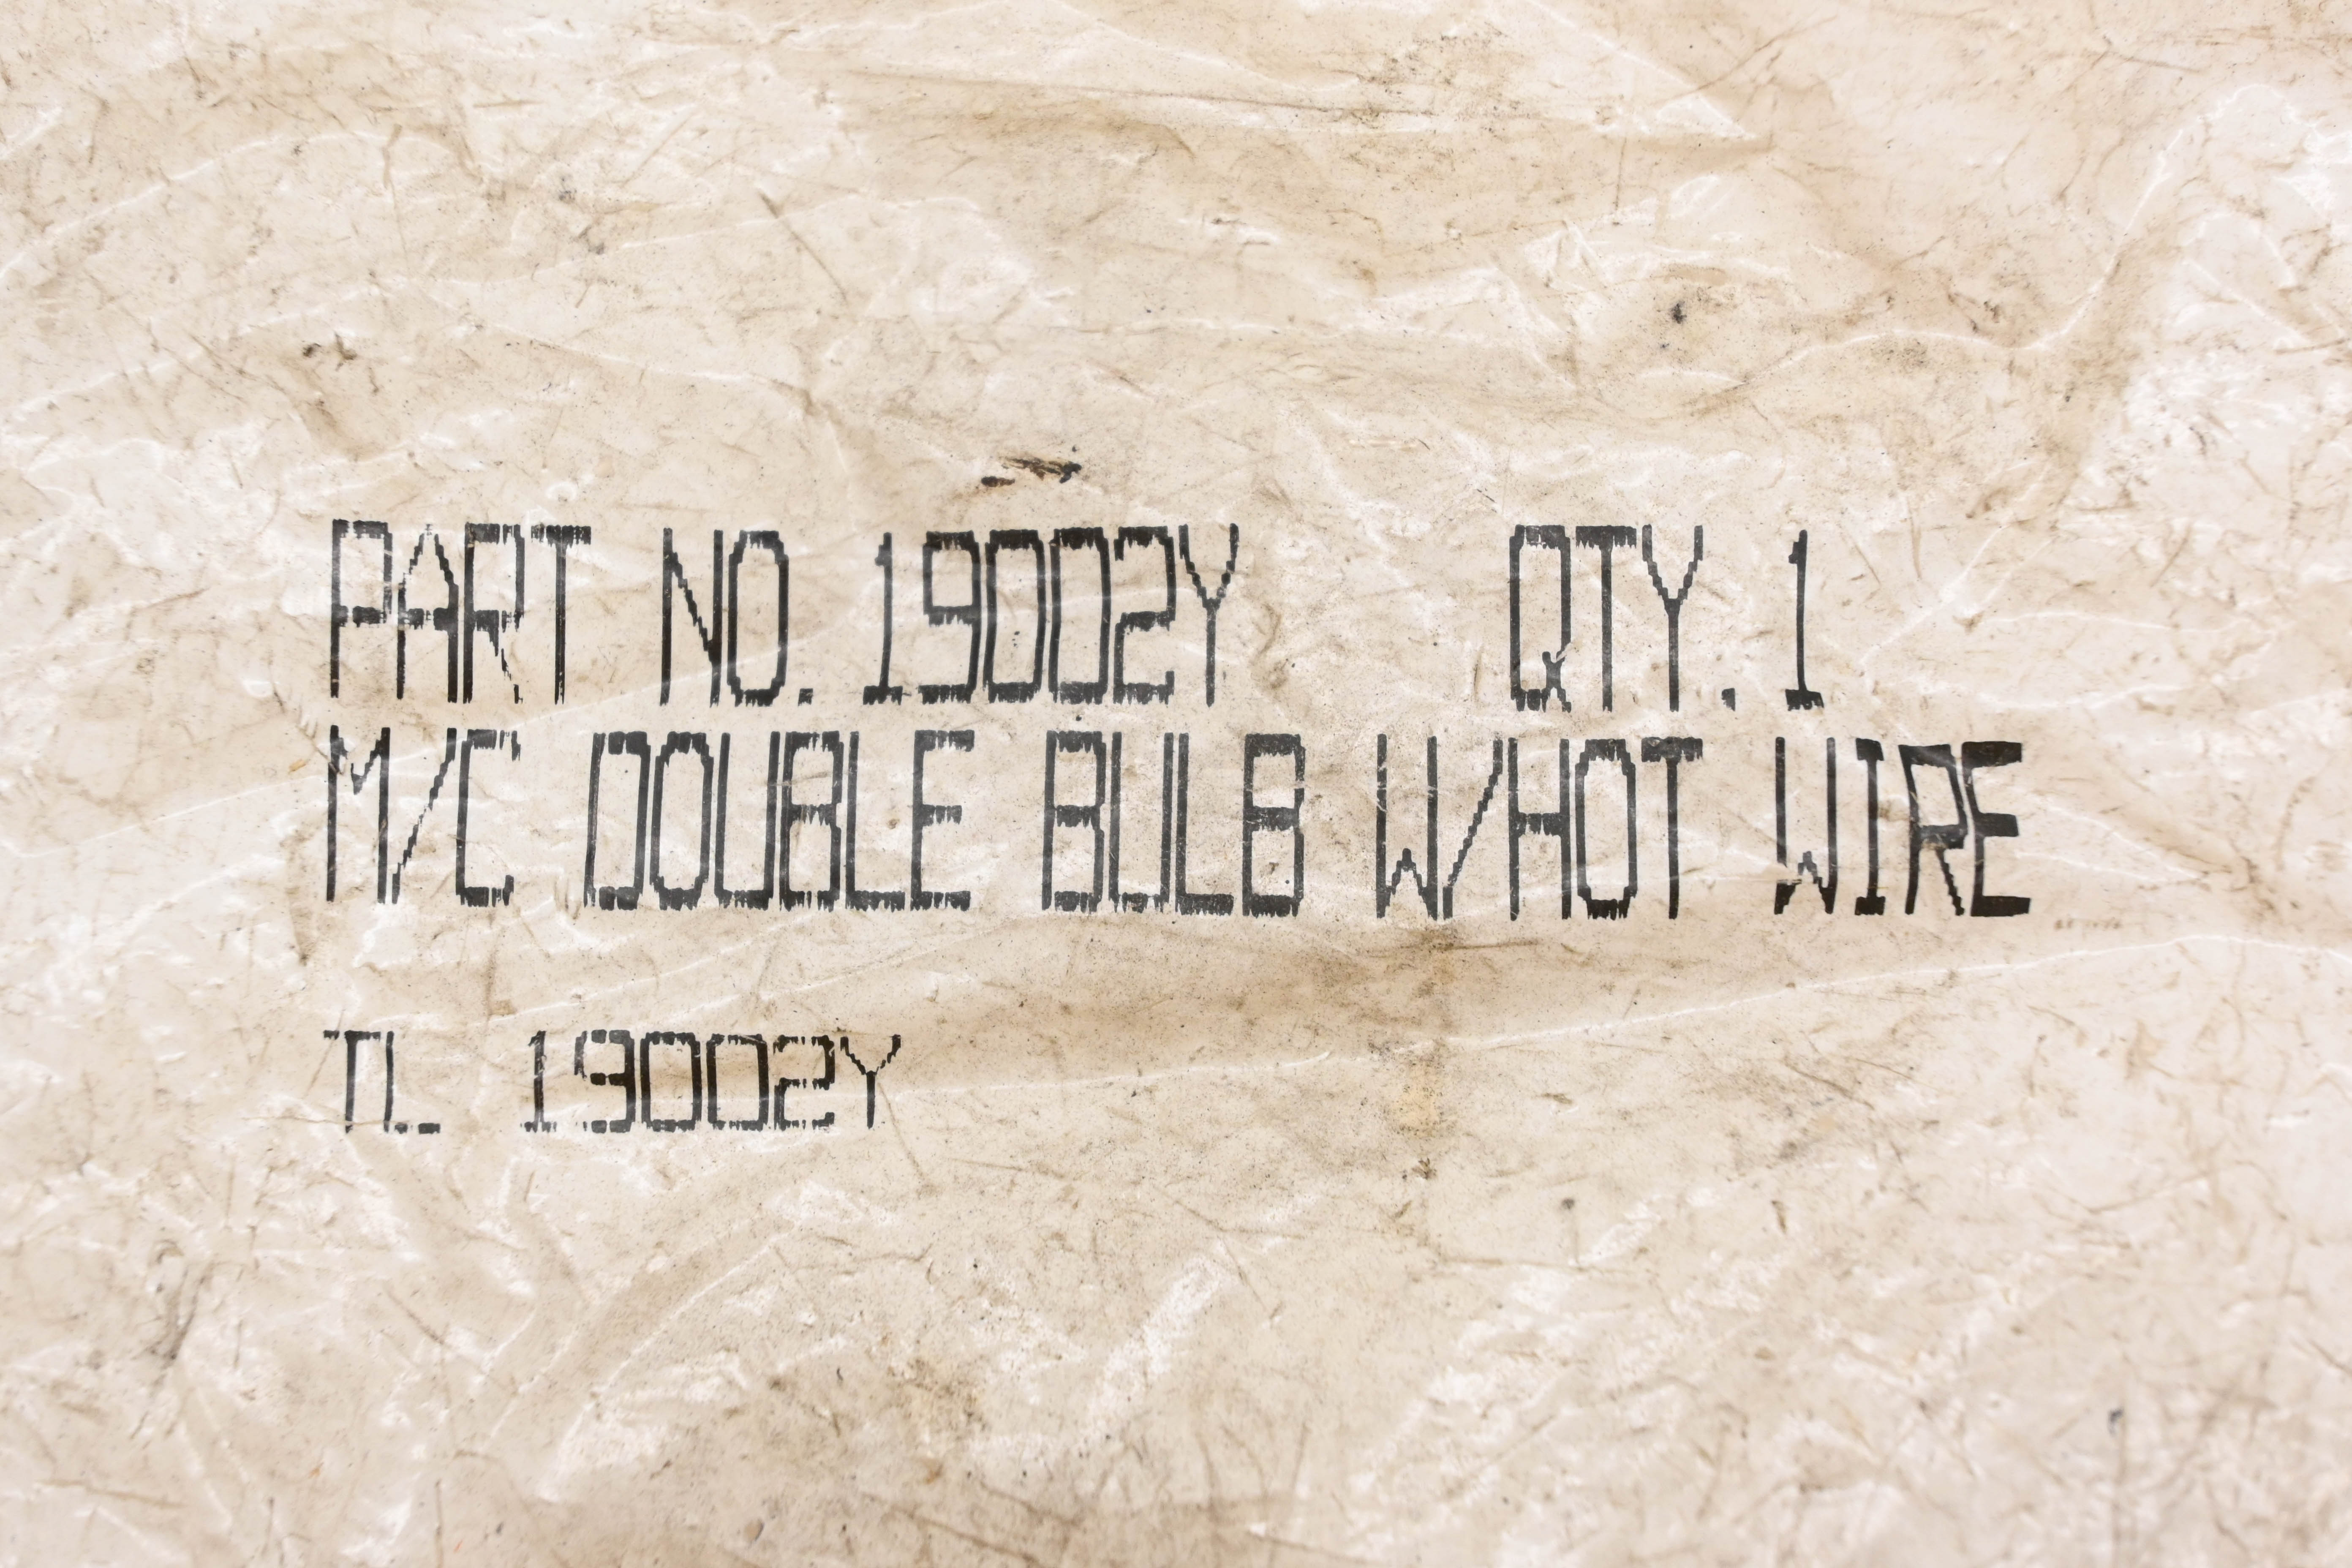 PART NO. 19002Y QTY. 1
M/C DOUBLE BULB W/HOT WIRE
TL 19002Y